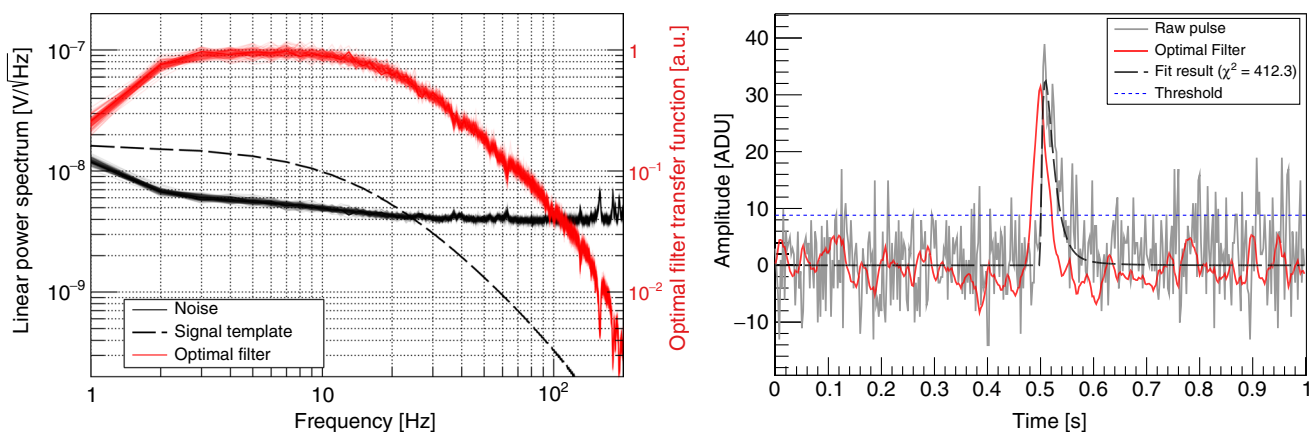 Linear power spectrum [V/√Hz]
10⁻⁷
10⁻⁸
10⁻⁹
Noise
Signal template
Optimal filter
1
10
10²
Frequency [Hz]
1
10⁻¹
10⁻²
Optimal filter transfer function [a.u.]
Amplitude [ADU]
40
30
20
10
0
−10
Raw pulse
Optimal Filter
Fit result (χ² = 412.3)
Threshold
0 0.1 0.2 0.3 0.4 0.5 0.6 0.7 0.8 0.9 1
Time [s]